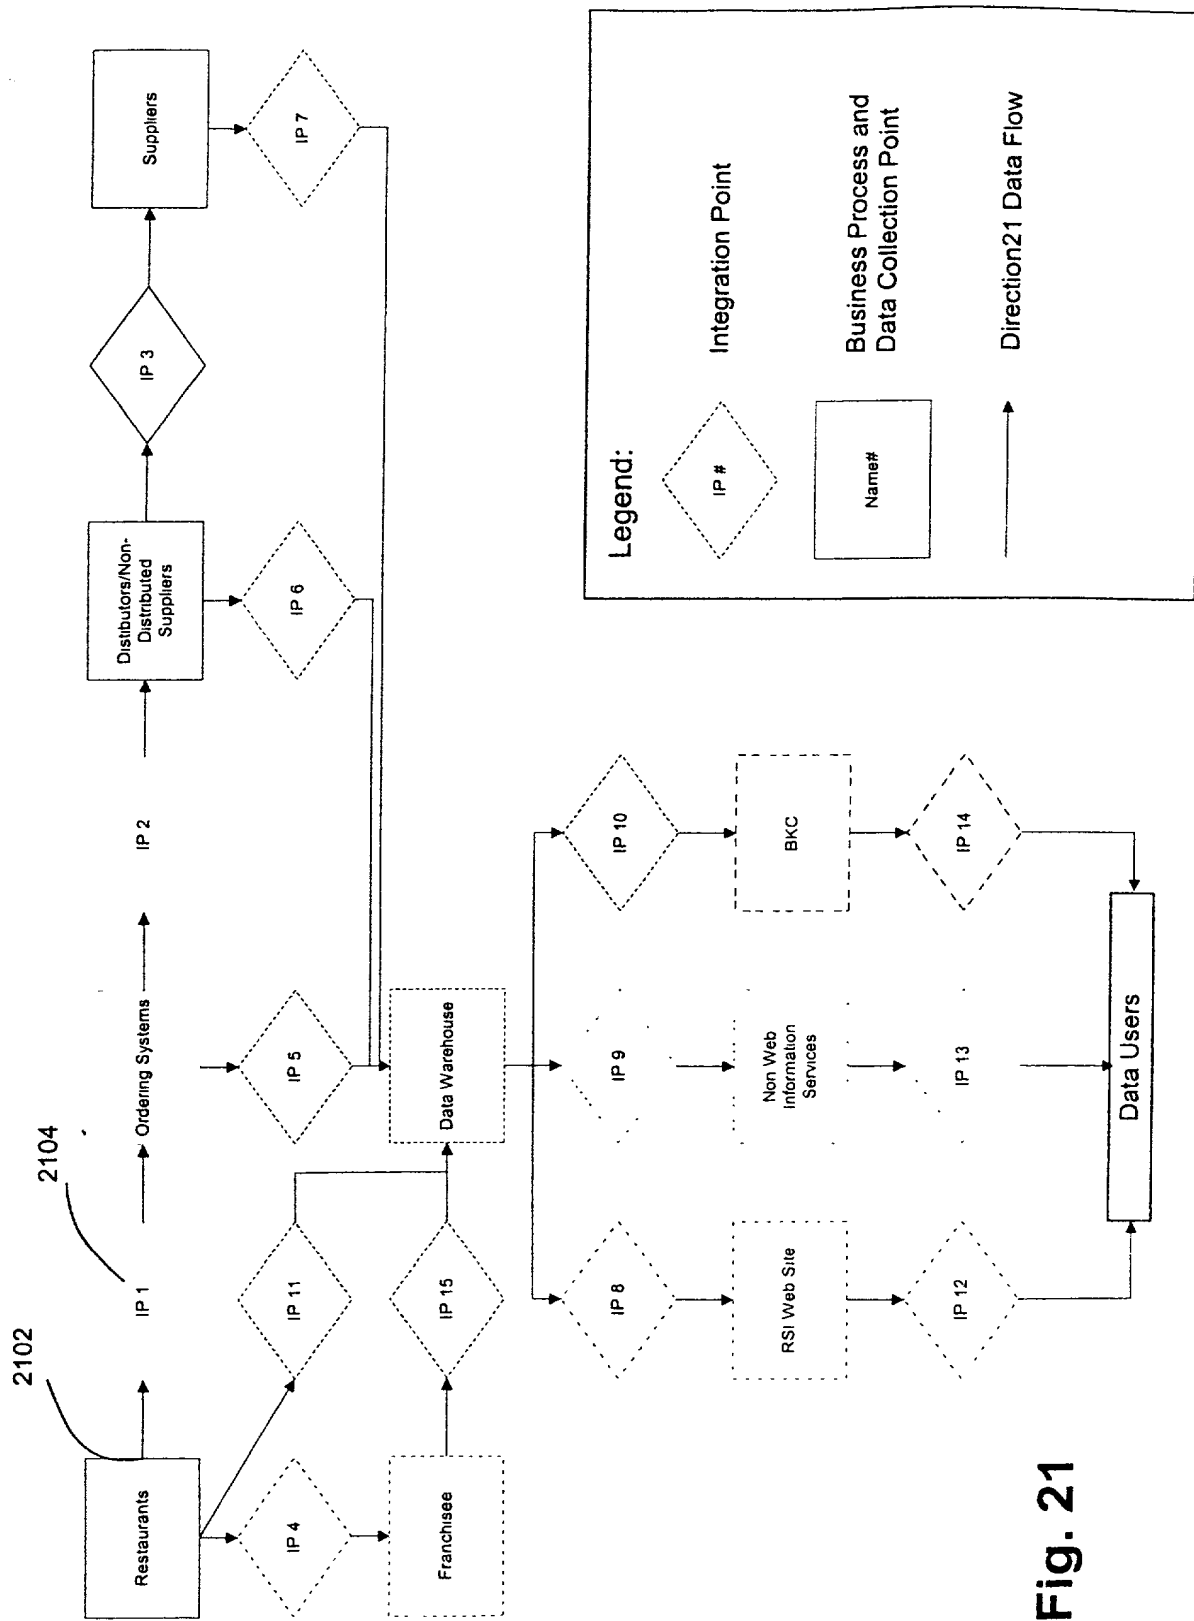 2102
2104
Restaurants
IP 1
Ordering Systems
IP 2
Distibutors/Non-
Distributed
Suppliers
IP 3
Suppliers
IP 4
IP 11
IP 5
IP 6
IP 7
Franchisee
IP 15
Data Warehouse
IP 8
IP 9
IP 10
RSI Web Site
Non Web
Information
Services
BKC
IP 12
IP 13
IP 14
Data Users
Legend:
IP #
Integration Point
Name#
Business Process and
Data Collection Point
Direction21 Data Flow
Fig. 21